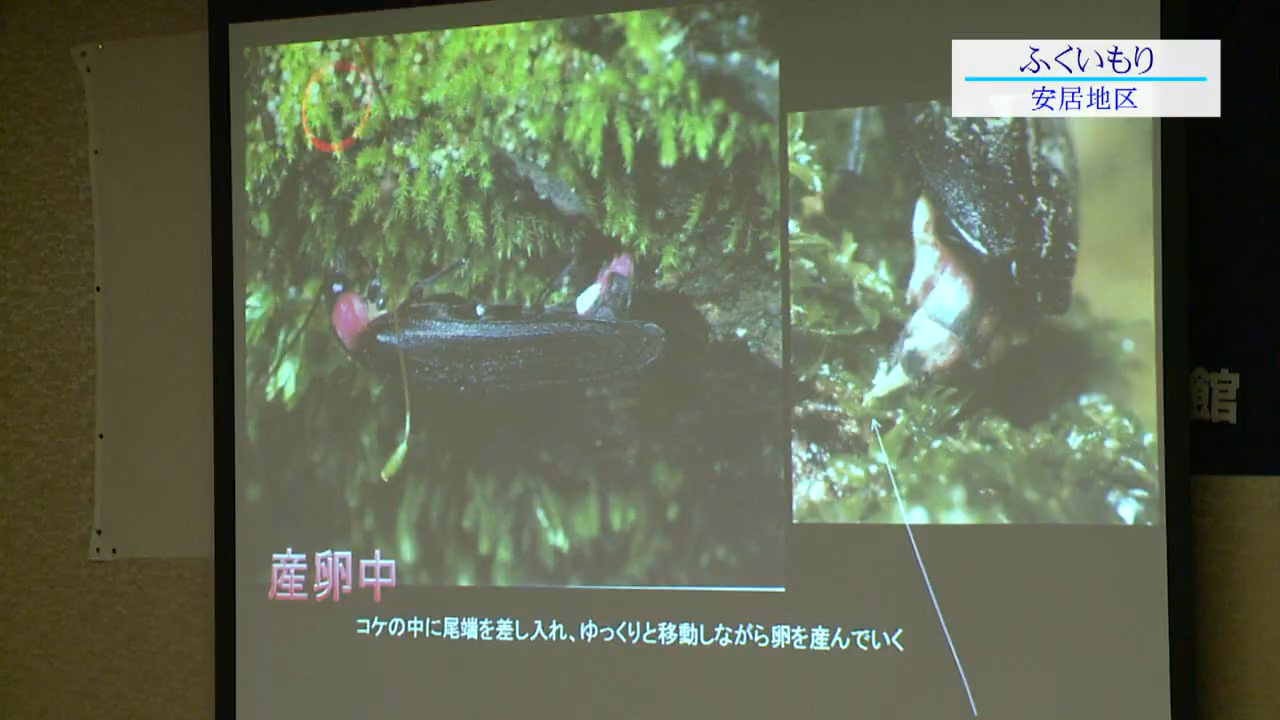 ふくいもり
安居地区
産卵中
コケの中に尾端を差し入れ、ゆっくりと移動しながら卵を産んでいく
館